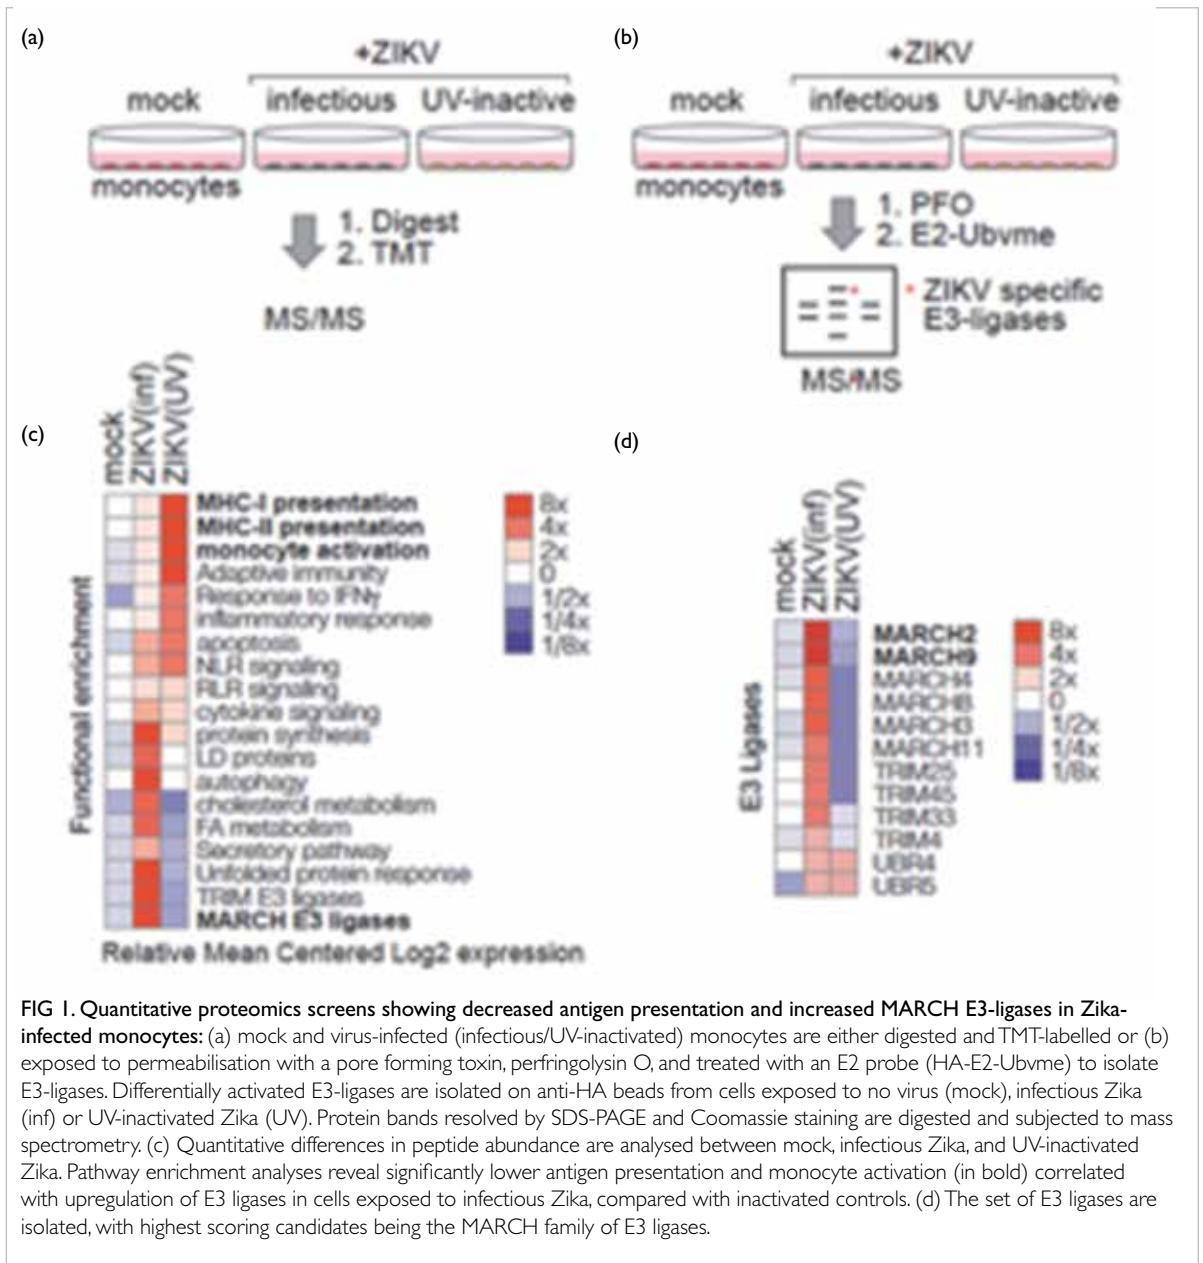 (a)
+ZIKV
mock infectious UV-inactive
monocytes
1. Digest
2. TMT
MS/MS
(b)
+ZIKV
mock infectious UV-inactive
monocytes
1. PFO
2. E2-Ubvme
* ZIKV specific
E3-ligases
MS/MS
(c)
mock
ZIKV(inf)
ZIKV(UV)
Functional enrichment
MHC-I presentation
MHC-II presentation
monocyte activation
Adaptive immunity
Response to IFNγ
inflammatory response
apoptosis
NLR signaling
RLR signaling
cytokine signaling
protein synthesis
LD proteins
autophagy
cholesterol metabolism
FA metabolism
Secretory pathway
Unfolded protein response
TRIM E3 ligases
MARCH E3 ligases
8x
4x
2x
0
1/2x
1/4x
1/8x
Relative Mean Centered Log2 expression
(d)
mock
ZIKV(inf)
ZIKV(UV)
E3 Ligases
MARCH2
MARCH9
MARCH4
MARCH8
MARCH3
MARCH11
TRIM25
TRIM45
TRIM33
TRIM4
UBR4
UBR5
8x
4x
2x
0
1/2x
1/4x
1/8x
FIG 1. Quantitative proteomics screens showing decreased antigen presentation and increased MARCH E3-ligases in Zika-
infected monocytes: (a) mock and virus-infected (infectious/UV-inactivated) monocytes are either digested and TMT-labelled or (b)
exposed to permeabilisation with a pore forming toxin, perfringolysin O, and treated with an E2 probe (HA-E2-Ubvme) to isolate
E3-ligases. Differentially activated E3-ligases are isolated on anti-HA beads from cells exposed to no virus (mock), infectious Zika
(inf) or UV-inactivated Zika (UV). Protein bands resolved by SDS-PAGE and Coomassie staining are digested and subjected to mass
spectrometry. (c) Quantitative differences in peptide abundance are analysed between mock, infectious Zika, and UV-inactivated
Zika. Pathway enrichment analyses reveal significantly lower antigen presentation and monocyte activation (in bold) correlated
with upregulation of E3 ligases in cells exposed to infectious Zika, compared with inactivated controls. (d) The set of E3 ligases are
isolated, with highest scoring candidates being the MARCH family of E3 ligases.